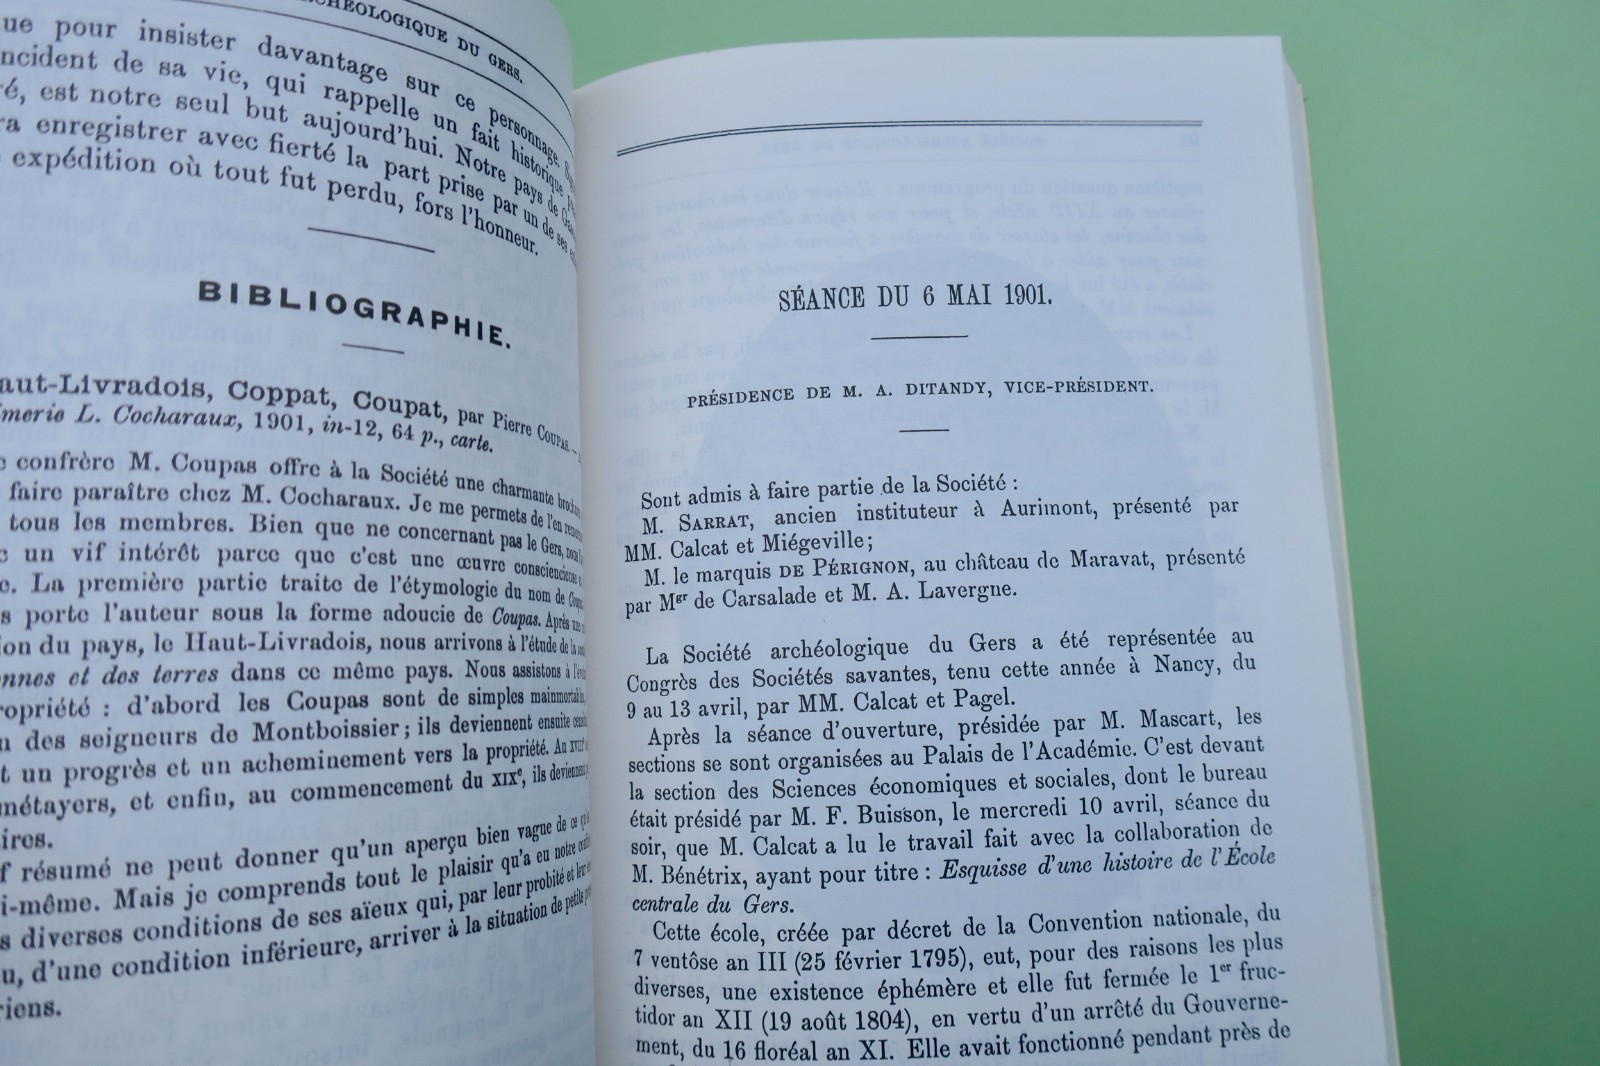 CHÉOLOGIQUE DU GERS.
ue pour insister davantage sur ce personnage.
ncident de sa vie, qui rappelle un fait historique
ré, est notre seul but aujourd'hui. Notre pays de
ra enregistrer avec fierté la part prise par un de ses
expédition où tout fut perdu, fors l'honneur.
BIBLIOGRAPHIE.
aut-Livradois, Coppat, Coupat, par Pierre COUPAS. —
imerie L. Cocharaux, 1901, in-12, 64 p., carte.
confrère M. Coupas offre à la Société une charmante
faire paraître chez M. Cocharaux. Je me permets de l'en
tous les membres. Bien que ne concernant pas le Gers,
un vif intérêt parce que c'est une œuvre consciencieuse
e. La première partie traite de l'étymologie du nom de
s porte l'auteur sous la forme adoucie de Coupas. Après une
ion du pays, le Haut-Livradois, nous arrivons à l'étude de la
nnes et des terres dans ce même pays. Nous assistons à
ropriété : d'abord les Coupas sont de simples
n des seigneurs de Montboissier ; ils deviennent ensuite
t un progrès et un acheminement vers la propriété. Au
métayers, et enfin, au commencement du XIXe, ils deviennent
ires.
f résumé ne peut donner qu'un aperçu bien vague de ce
i-même. Mais je comprends tout le plaisir qu'a eu notre
s diverses conditions de ses aïeux qui, par leur probité et leur
u, d'une condition inférieure, arriver à la situation de petits
riens.
SÉANCE DU 6 MAI 1901.
PRÉSIDENCE DE M. A. DITANDY, VICE-PRÉSIDENT.
Sont admis à faire partie de la Société :
M. SARRAT, ancien instituteur à Aurimont, présenté par
MM. Calcat et Miégeville ;
M. le marquis DE PÉRIGNON, au château de Maravat, présenté
par Mgr de Carsalade et M. A. Lavergne.
La Société archéologique du Gers a été représentée au
Congrès des Sociétés savantes, tenu cette année à Nancy, du
9 au 13 avril, par MM. Calcat et Pagel.
Après la séance d'ouverture, présidée par M. Mascart, les
sections se sont organisées au Palais de l'Académie. C'est devant
la section des Sciences économiques et sociales, dont le bureau
était présidé par M. F. Buisson, le mercredi 10 avril, séance du
soir, que M. Calcat a lu le travail fait avec la collaboration de
M. Bénétrix, ayant pour titre : Esquisse d'une histoire de l'École
centrale du Gers.
Cette école, créée par décret de la Convention nationale, du
7 ventôse an III (25 février 1795), eut, pour des raisons les plus
diverses, une existence éphémère et elle fut fermée le 1er fruc-
tidor an XII (19 août 1804), en vertu d'un arrêté du Gouverne-
ment, du 16 floréal an XI. Elle avait fonctionné pendant près de